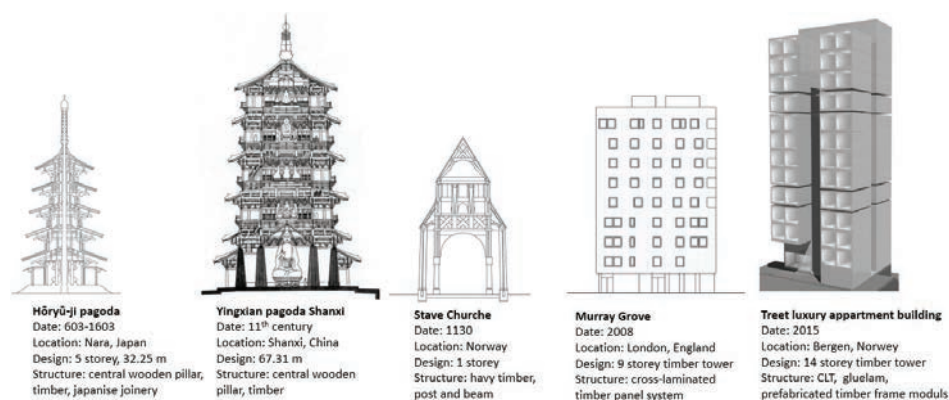 Hōryū-ji pagoda
Date: 603-1603
Location: Nara, Japan
Design: 5 storey, 32.25 m
Structure: central wooden pillar,
timber, japanise joinery
Yingxian pagoda Shanxi
Date: 11th century
Location: Shanxi, China
Design: 67.31 m
Structure: central wooden
pillar, timber
Stave Churche
Date: 1130
Location: Norway
Design: 1 storey
Structure: havy timber,
post and beam
Murray Grove
Date: 2008
Location: London, England
Design: 9 storey timber tower
Structure: cross-laminated
timber panel system
Treet luxury appartment building
Date: 2015
Location: Bergen, Norwey
Design: 14 storey timber tower
Structure: CLT, gluelam,
prefabricated timber frame moduls